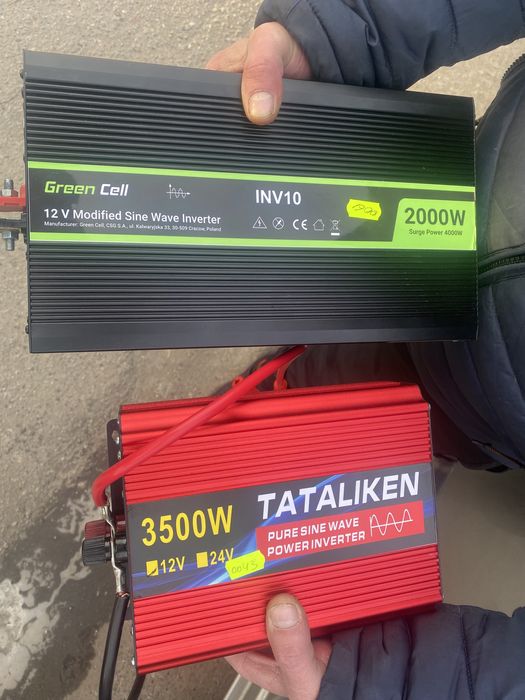 Green Cell
INV10
12 V Modified Sine Wave Inverter
Manufacturer: Green Cell, CSG S.A., ul. Kalwaryjska 33, 30-509 Cracow, Poland
CE
2000W
Surge Power 4000W
3500W
12V 24V
TATALIKEN
PURE SINE WAVE
POWER INVERTER
0043